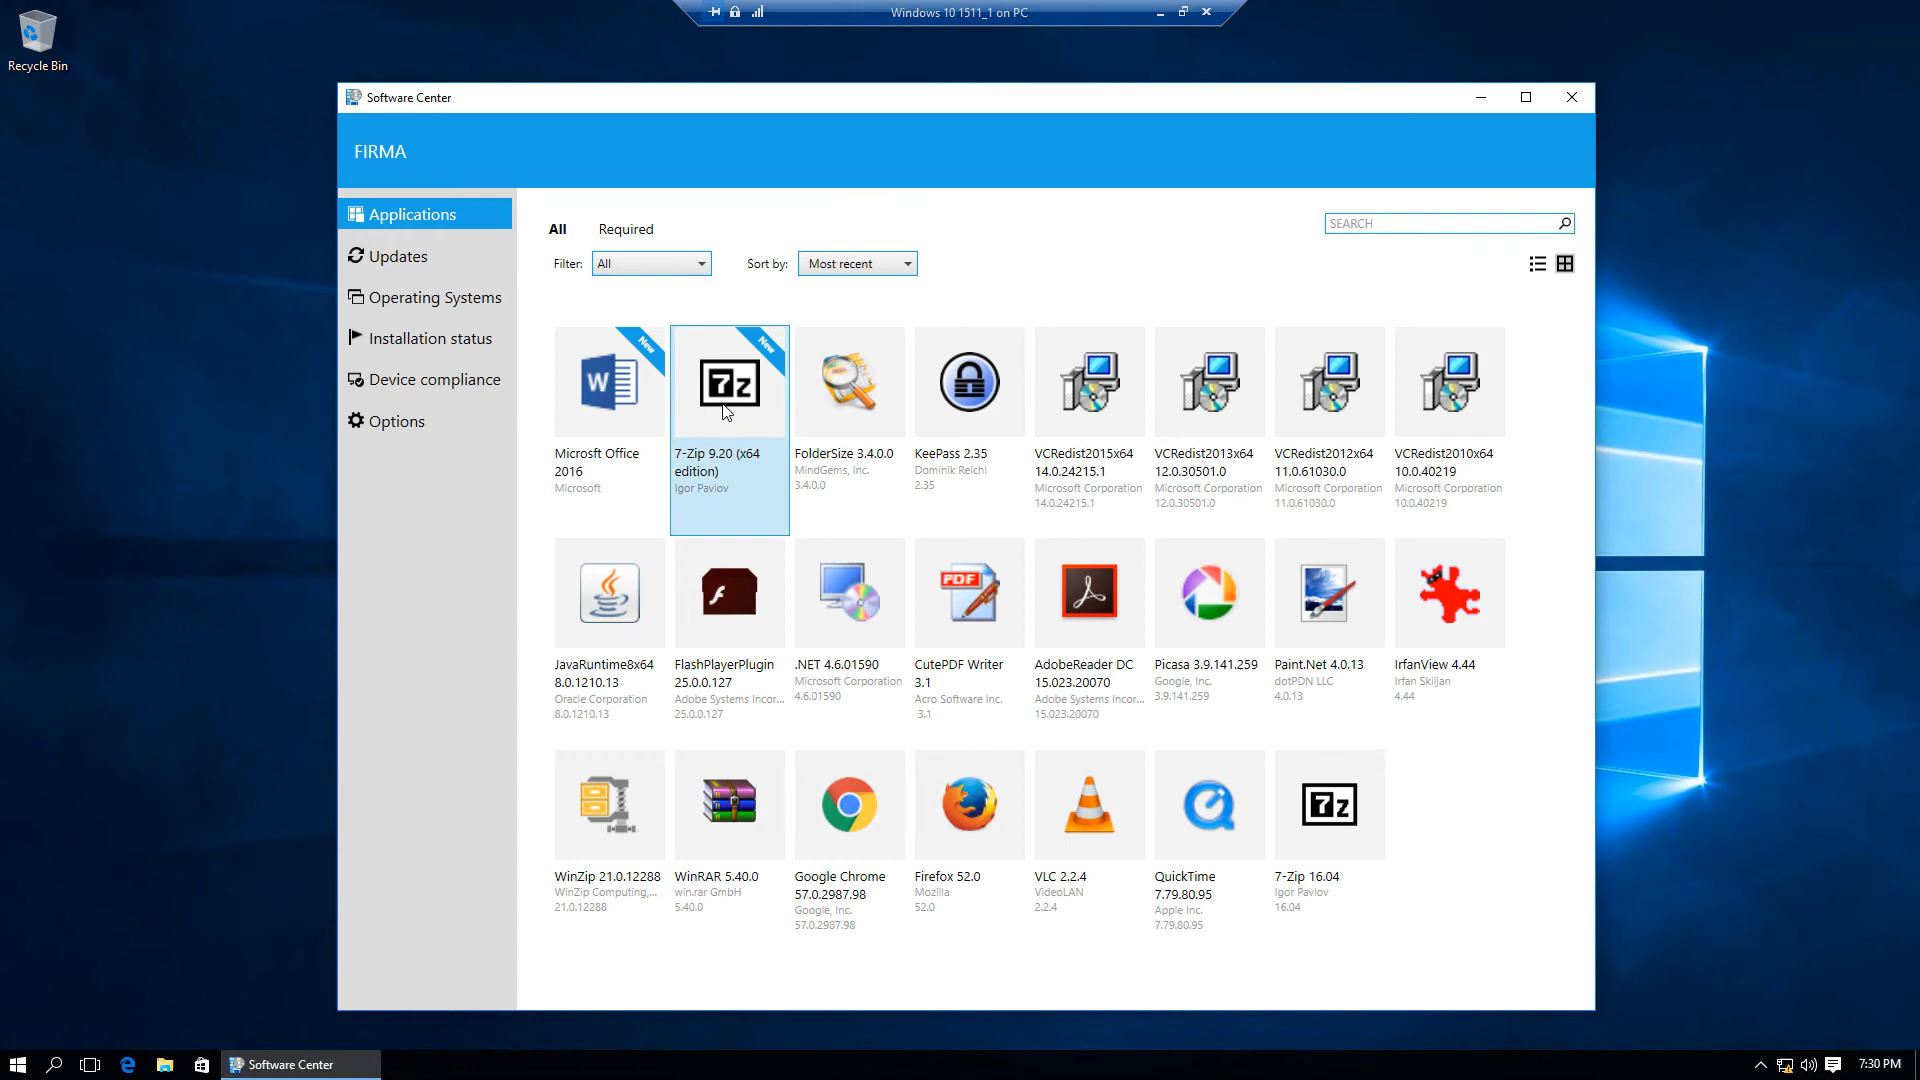 Windows 10 1511_1 on PC
Recycle Bin
Software Center
FIRMA
Applications
Updates
Operating Systems
Installation status
Device compliance
Options
All
Required
SEARCH
Filter:
All
Sort by:
Most recent
New
W
Microsft Office
2016
Microsoft
New
7z
7-Zip 9.20 (x64
edition)
Igor Pavlov
FolderSize 3.4.0.0
MindGems, Inc.
3.4.0.0
KeePass 2.35
Dominik Reichl
2.35
VCRedist2015x64
14.0.24215.1
Microsoft Corporation
14.0.24215.1
VCRedist2013x64
12.0.30501.0
Microsoft Corporation
12.0.30501.0
VCRedist2012x64
11.0.61030.0
Microsoft Corporation
11.0.61030.0
VCRedist2010x64
10.0.40219
Microsoft Corporation
10.0.40219
JavaRuntime8x64
8.0.1210.13
Oracle Corporation
8.0.1210.13
FlashPlayerPlugin
25.0.0.127
Adobe Systems Incor...
25.0.0.127
.NET 4.6.01590
Microsoft Corporation
4.6.01590
PDF
CutePDF Writer
3.1
Acro Software Inc.
3.1
AdobeReader DC
15.023.20070
Adobe Systems Incor...
15.023.20070
Picasa 3.9.141.259
Google, Inc.
3.9.141.259
Paint.Net 4.0.13
dotPDN LLC
4.0.13
IrfanView 4.44
Irfan Skiljan
4.44
WinZip 21.0.12288
WinZip Computing,...
21.0.12288
WinRAR 5.40.0
win.rar GmbH
5.40.0
Google Chrome
57.0.2987.98
Google, Inc.
57.0.2987.98
Firefox 52.0
Mozilla
52.0
VLC 2.2.4
VideoLAN
2.2.4
QuickTime
7.79.80.95
Apple Inc.
7.79.80.95
7z
7-Zip 16.04
Igor Pavlov
16.04
Software Center
7:30 PM